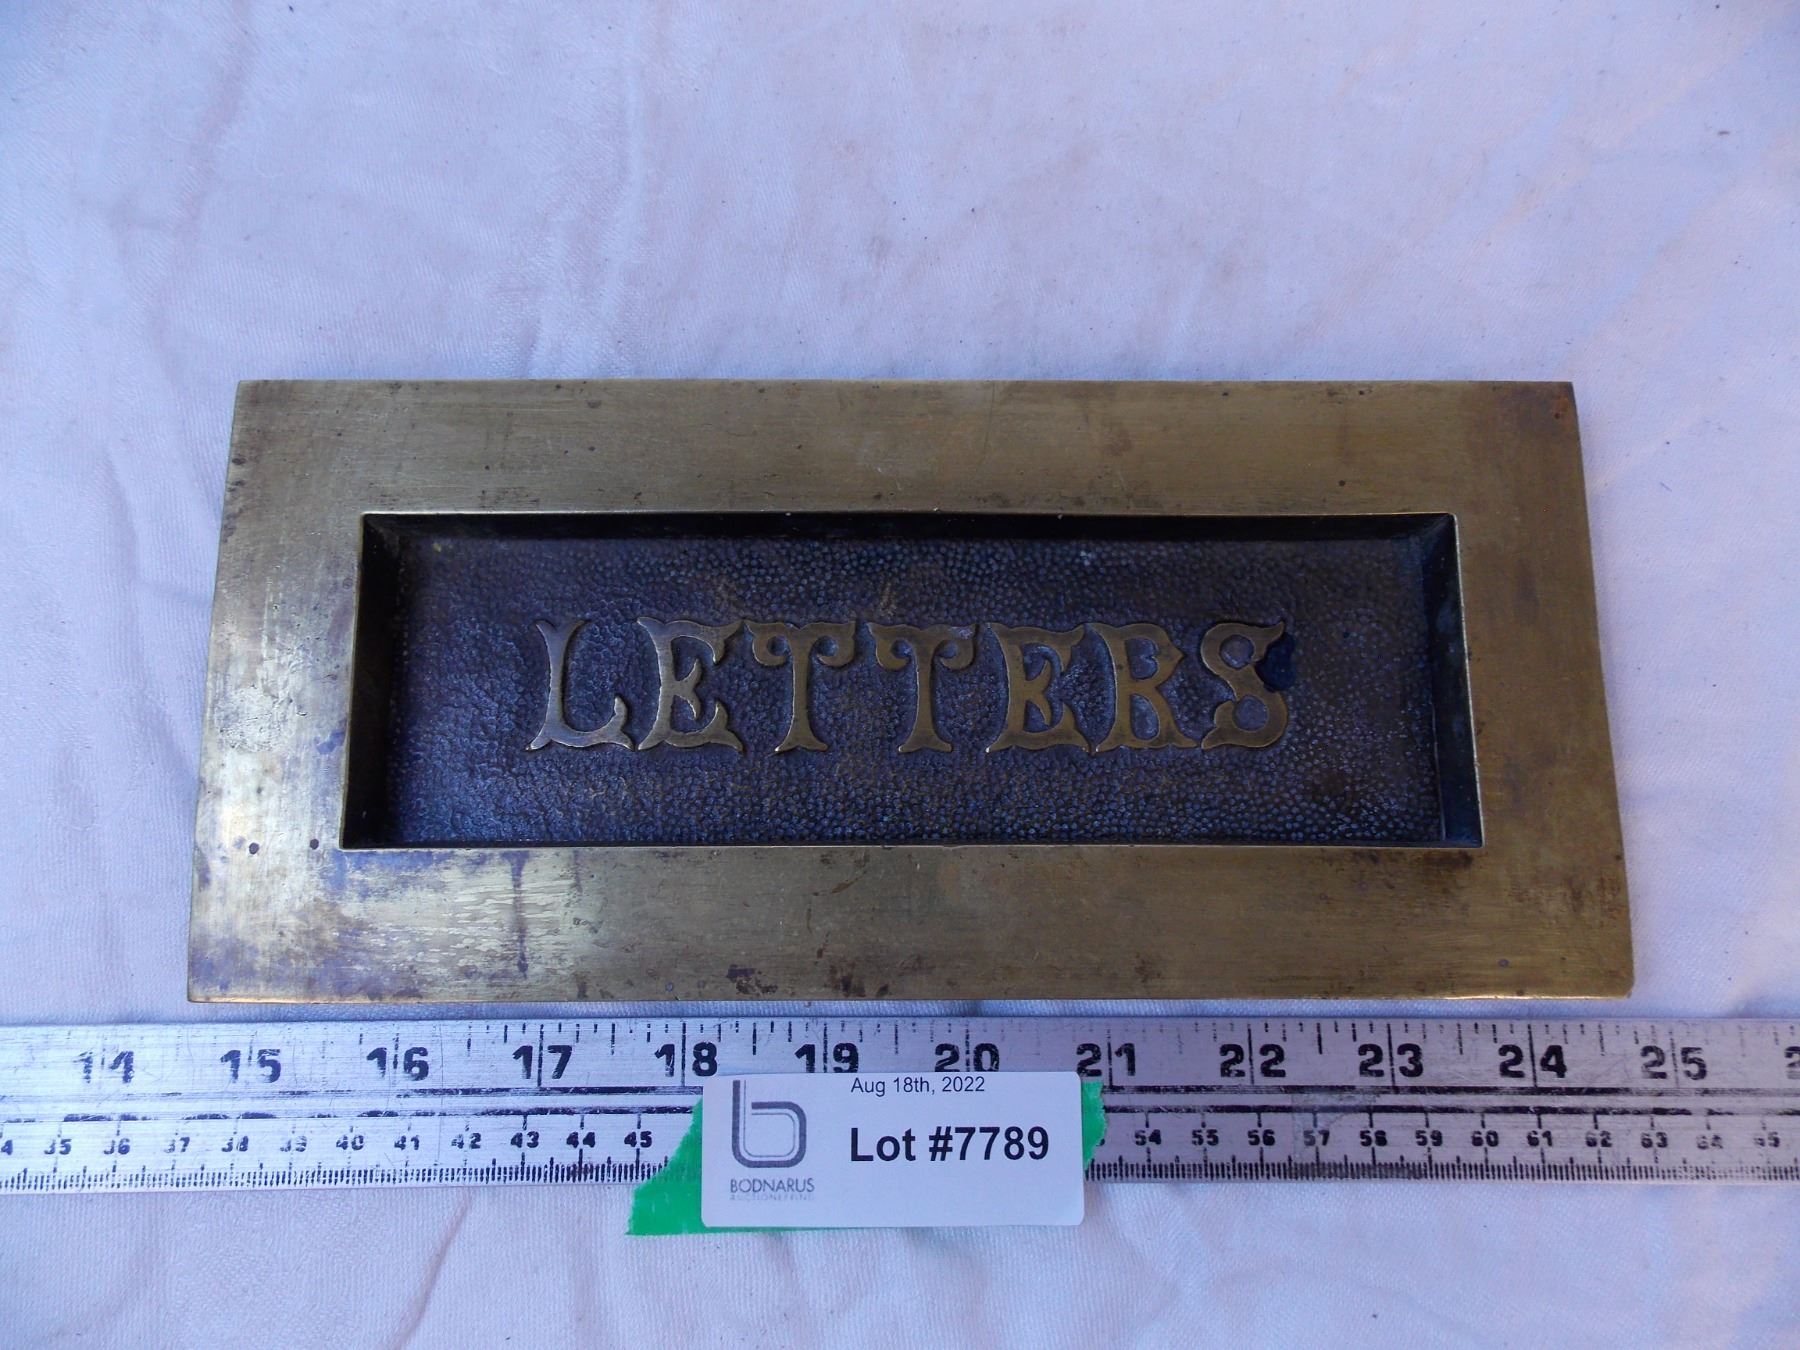 LETTERS
14 15 16 17 18 19 20 21 22 23 24 25
35 36 37 38 39 40 41 42 43 44 45 54 55 56 57 58 59 60 61 62 63 64 65
Aug 18th, 2022
Lot #7789
BODNARUS
AUCTIONEERING